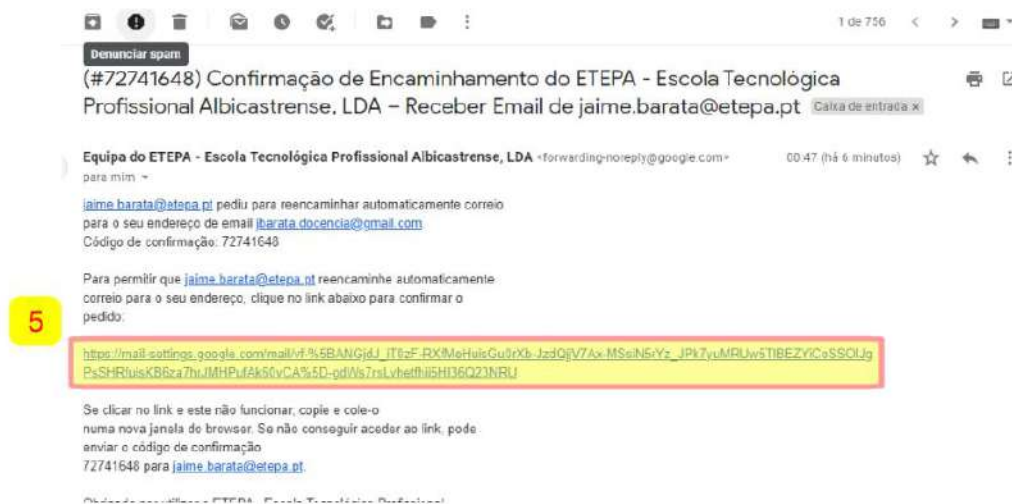 1 de 756
Denunciar spam
(#72741648) Confirmação de Encaminhamento do ETEPA - Escola Tecnológica
Profissional Albicastrense, LDA – Receber Email de jaime.barata@etepa.pt Caixa de entrada x
Equipa do ETEPA - Escola Tecnológica Profissional Albicastrense, LDA <forwarding-noreply@google.com> 00:47 (há 6 minutos)
para mim
jaime.barata@etepa.pt pediu para reencaminhar automaticamente correio
para o seu endereço de email jbarata.docencia@gmail.com
Código de confirmação: 72741648
Para permitir que jaime.barata@etepa.pt reencaminhe automaticamente
correio para o seu endereço, clique no link abaixo para confirmar o
pedido:
5
Se clicar no link e este não funcionar, copie e cole-o
numa nova janela do browser. Se não conseguir aceder ao link, pode
enviar o código de confirmação
72741648 para jaime.barata@etepa.pt.